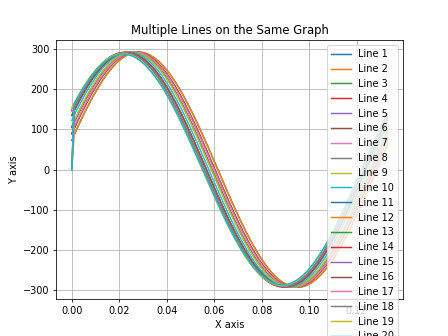 Multiple Lines on the Same Graph
300
200
100
0
−100
−200
−300
Y axis
0.00
0.02
0.04
0.06
0.08
0.10
X axis
Line 1
Line 2
Line 3
Line 4
Line 5
Line 6
Line 7
Line 8
Line 9
Line 10
Line 11
Line 12
Line 13
Line 14
Line 15
Line 16
Line 17
Line 18
Line 19
Line 20